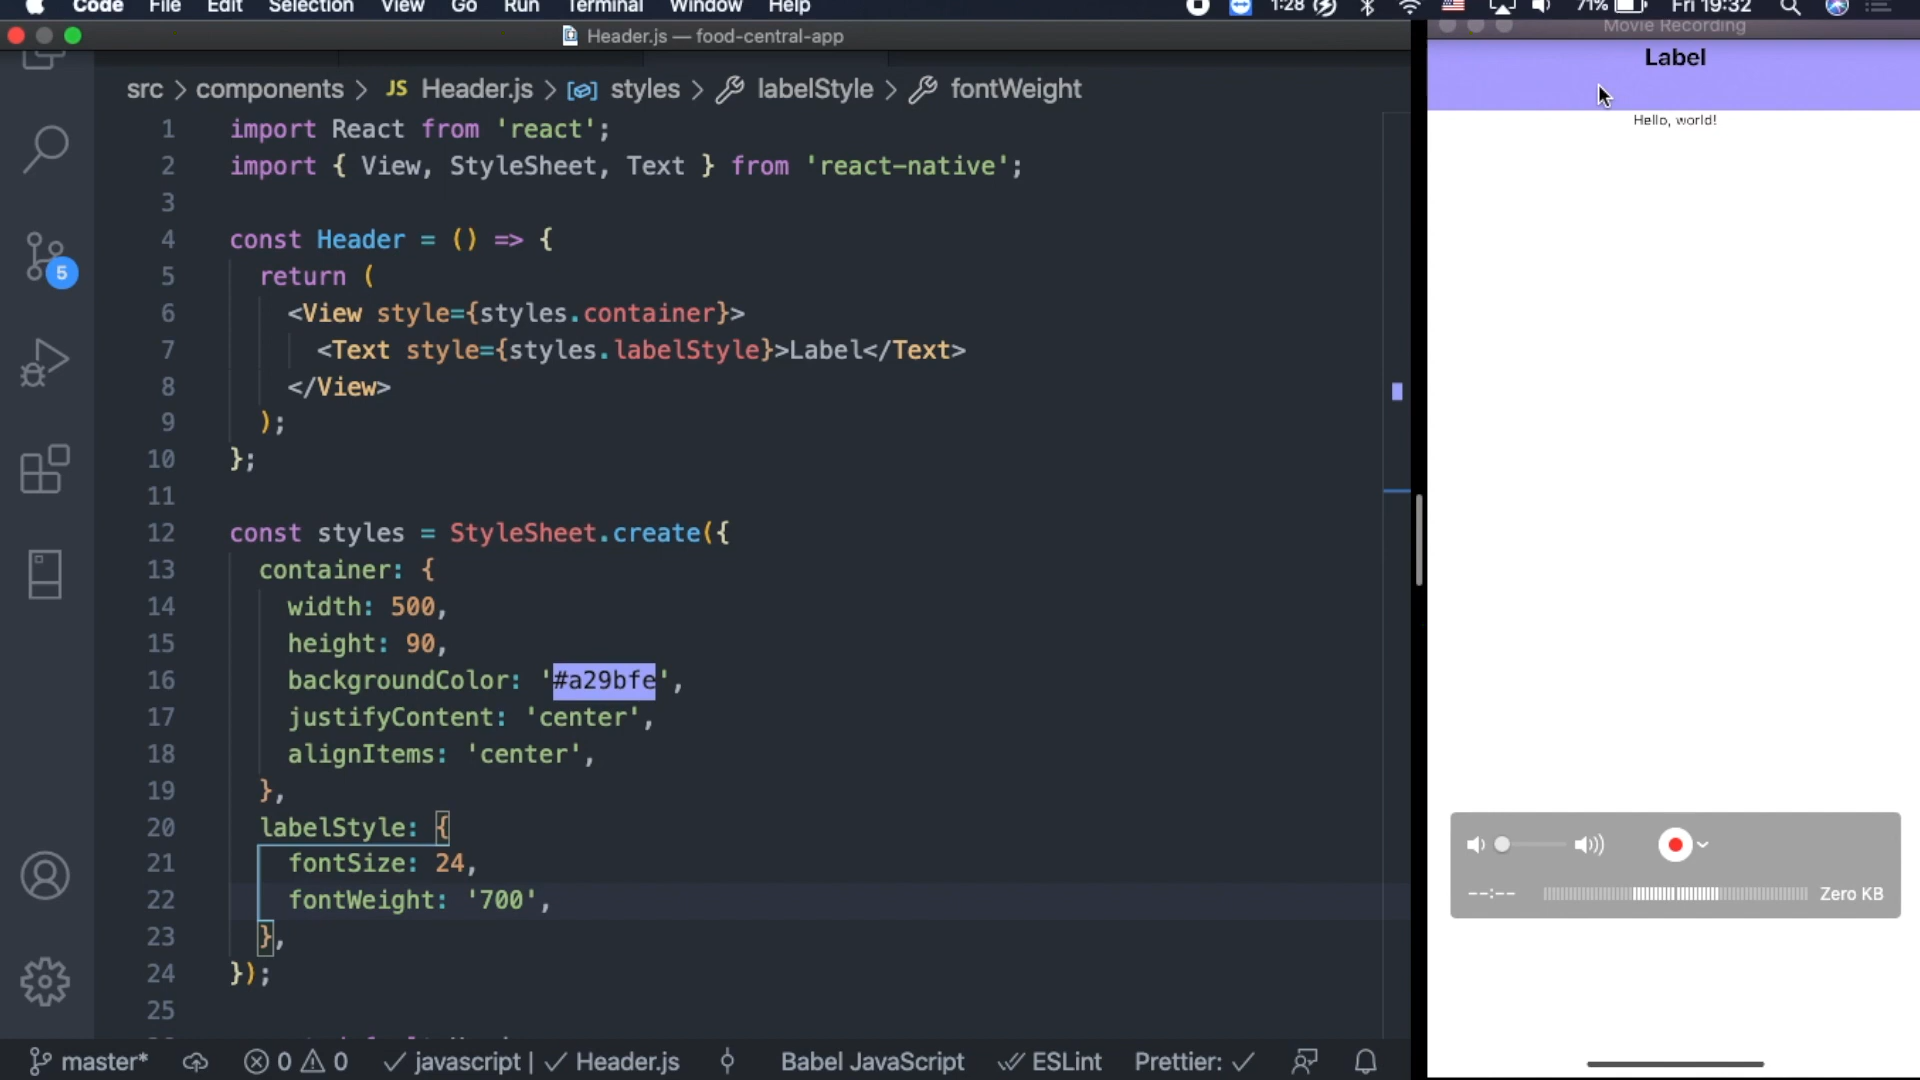 Code File Edit Selection View Go Run Terminal Window Help 1:28 71% Fri 19:32
Header.js — food-central-app
Movie Recording
src > components > JS Header.js > styles > labelStyle > fontWeight
1 import React from 'react';
2 import { View, StyleSheet, Text } from 'react-native';
3
4 const Header = () => {
5 return (
6 <View style={styles.container}>
7 <Text style={styles.labelStyle}>Label</Text>
8 </View>
9 );
10 };
11
12 const styles = StyleSheet.create({
13 container: {
14 width: 500,
15 height: 90,
16 backgroundColor: '#a29bfe',
17 justifyContent: 'center',
18 alignItems: 'center',
19 },
20 labelStyle: {
21 fontSize: 24,
22 fontWeight: '700',
23 },
24 });
25
5
master* 0 0 javascript | Header.js Babel JavaScript ESLint Prettier:
Label
Hello, world!
--:-- Zero KB